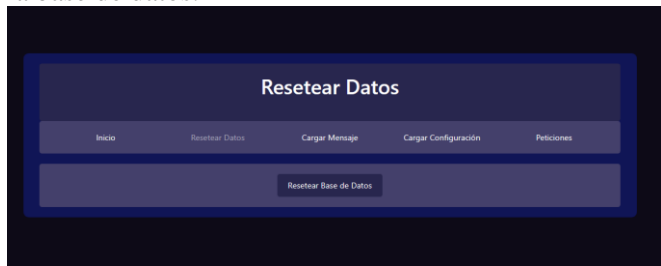 Resetear Datos
Inicio Resetear Datos Cargar Mensaje Cargar Configuración Peticiones
Resetear Base de Datos